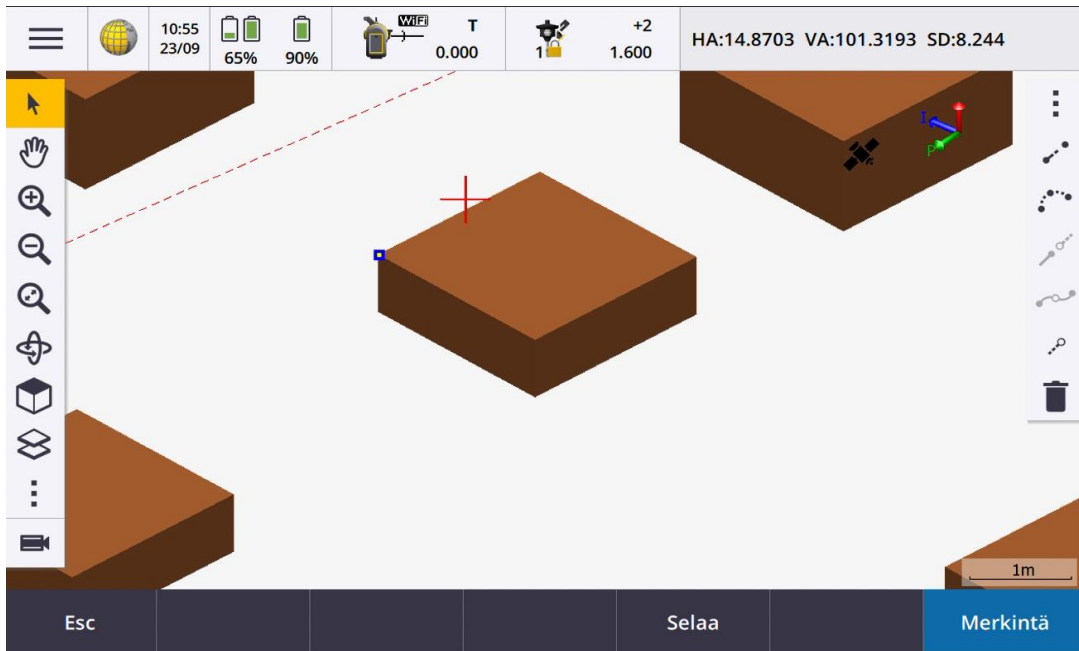 10:55
23/09
65%
90%
WiFi
T
0.000
1
+2
1.600
HA:14.8703 VA:101.3193 SD:8.244
I
P
1m
Esc
Selaa
Merkintä